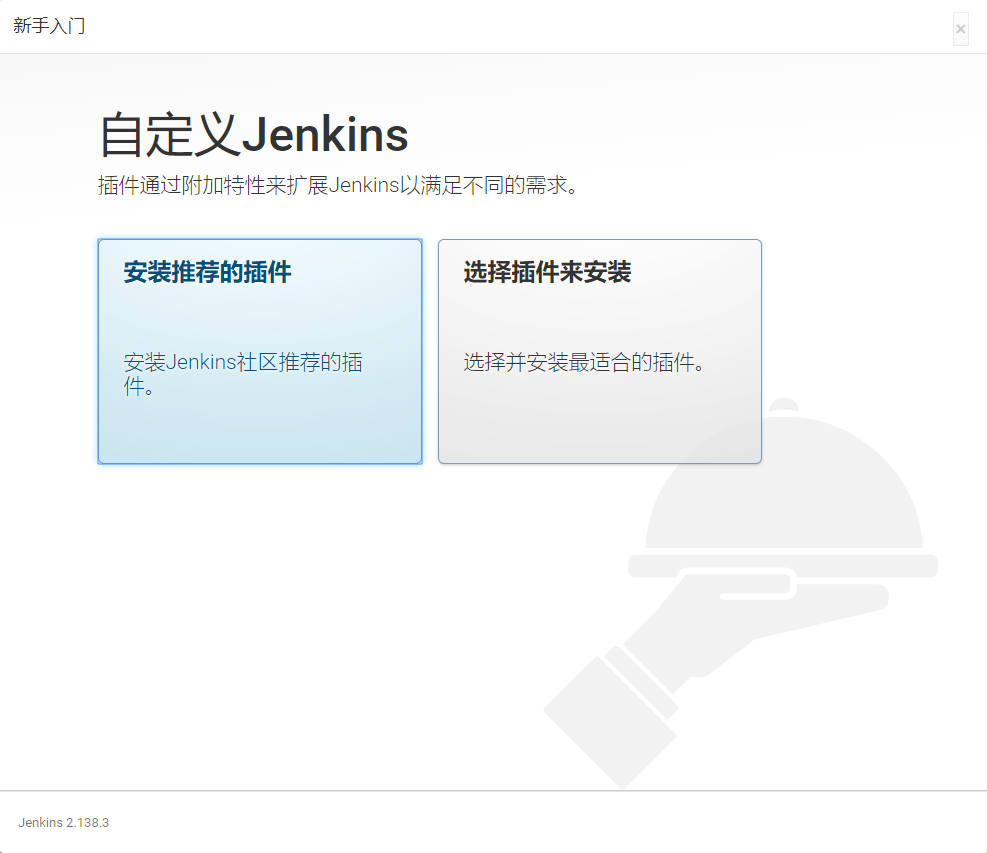 新手入门
×
自定义Jenkins
插件通过附加特性来扩展Jenkins以满足不同的需求。
安装推荐的插件
安装Jenkins社区推荐的插
件。
选择插件来安装
选择并安装最适合的插件。
Jenkins 2.138.3